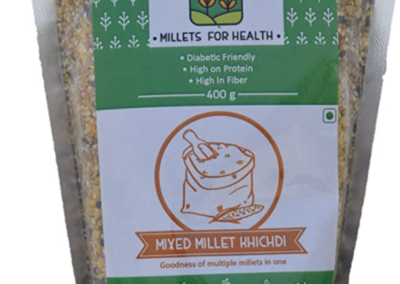 • MILLETS FOR HEALTH •
• Diabetic Friendly
• High on Protein
• High In Fiber
400 g
MIXED MILLET KHICHDI
Goodness of multiple millets in one